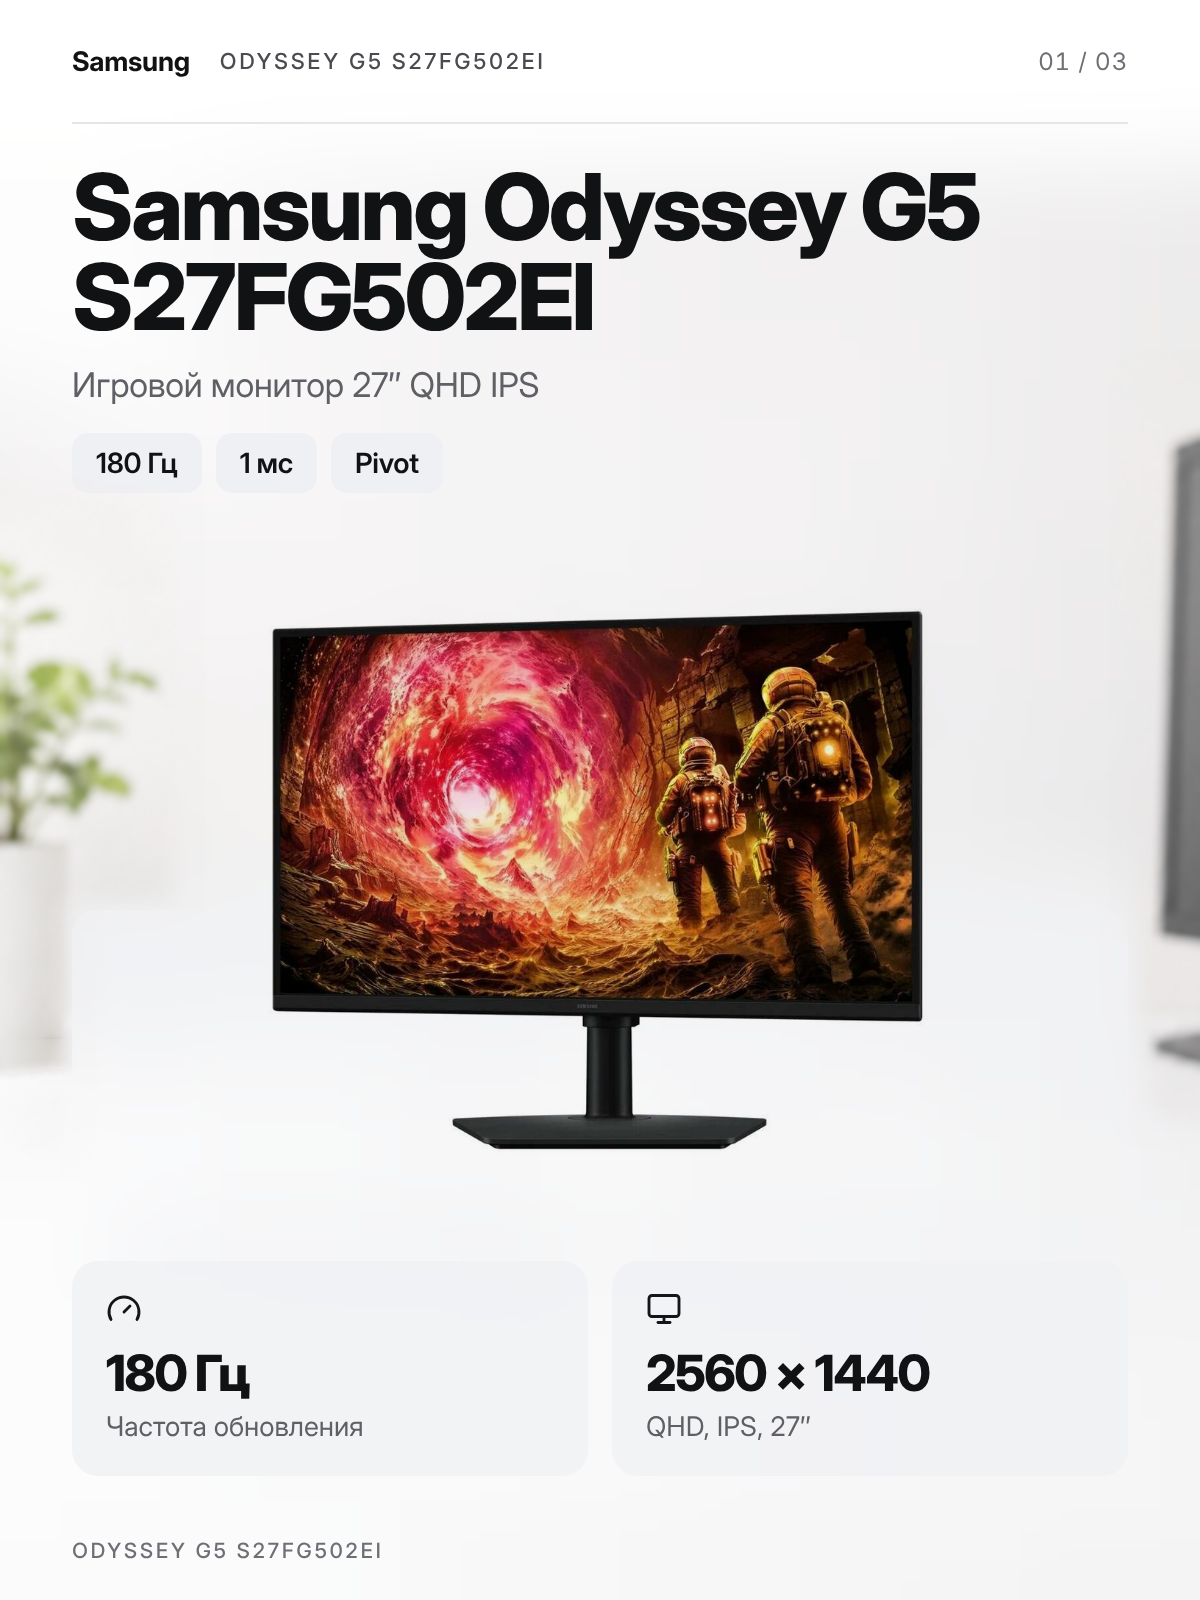 Samsung ODYSSEY G5 S27FG502EI 01 / 03
Samsung Odyssey G5
S27FG502EI
Игровой монитор 27″ QHD IPS
180 Гц 1 мс Pivot
SAMSUNG
180 Гц
Частота обновления
2560 × 1440
QHD, IPS, 27″
ODYSSEY G5 S27FG502EI